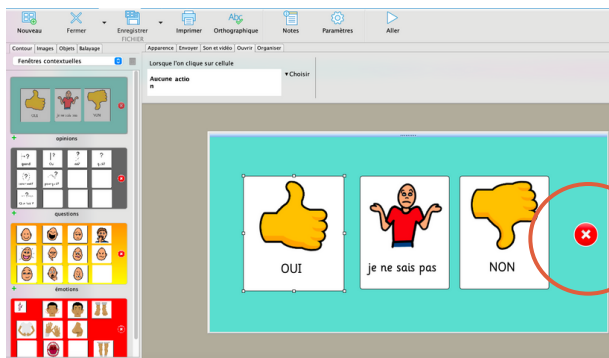 Nouveau Fermer Enregistrer Imprimer Orthographique Notes Paramètres Aller
FICHIER
Contour Images Objets Balayage
Apparence Envoyer Son et vidéo Ouvrir Organiser
Fenêtres contextuelles
Lorsque l'on clique sur cellule
Aucune actio
n
▾Choisir
OUI je ne sais pas NON
opinions
questions
émotions
OUI je ne sais pas NON